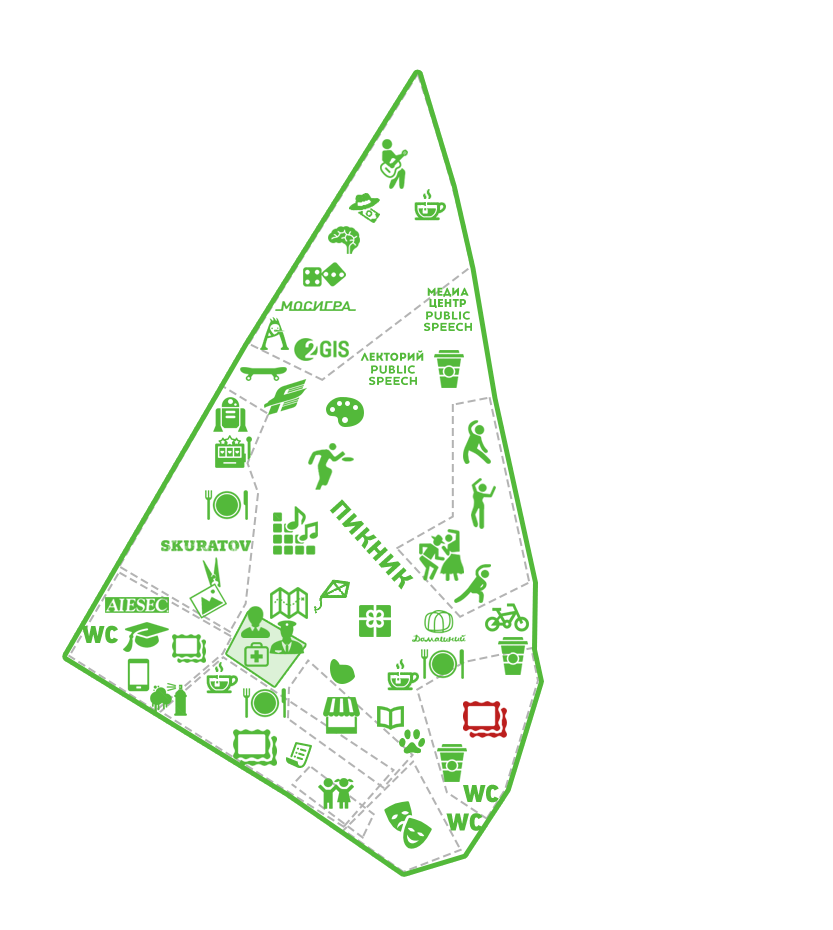 МЕДИА
ЦЕНТР
PUBLIC
SPEECH
МОСИГРА
2GIS
ЛЕКТОРИЙ
PUBLIC
SPEECH
ПИКНИК
SKURATOV
AIESEC
WC
Домашний
WC
WC